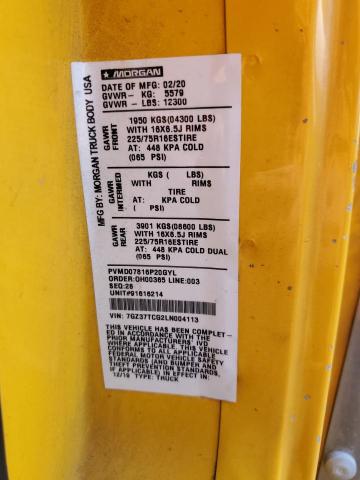 MORGAN
DATE OF MFG: 02/20
GVWR- KG: 5579
GVWR - LBS: 12300
MFG BY: MORGAN TRUCK BODY USA
GAWR FRONT
1950 KGS(04300 LBS)
WITH 16X6.5J RIMS
225/75R16ESTIRE
AT: 448 KPA COLD
(065 PSI)
GAWR INTERMED
KGS ( LBS)
WITH RIMS
TIRE
AT: KPA COLD
( PSI)
GAWR REAR
3901 KGS(08600 LBS)
WITH 16X6.5J RIMS
225/75R16ESTIRE
AT: 448 KPA COLD DUAL
(065 PSI)
PVMD07816P20GYL
ORDER:OH00365 LINE:003
SEQ:26
UNIT#91616214
VIN: 7GZ37TCG2LN004113
THIS VEHICLE HAS BEEN
COMPLETED IN ACCORDANCE WITH THE
PRIOR MANUFACTURERS' IVD
WHERE APPLICABLE. THIS VEHICLE
CONFORMS TO ALL APPLICABLE
FEDERAL MOTOR VEHICLE SAFETY
STANDARDS (AND BUMPER AND
THEFT PREVENTION STANDARDS,
IF APPLICABLE) IN EFFECT IN
12/19 TYPE: TRUCK